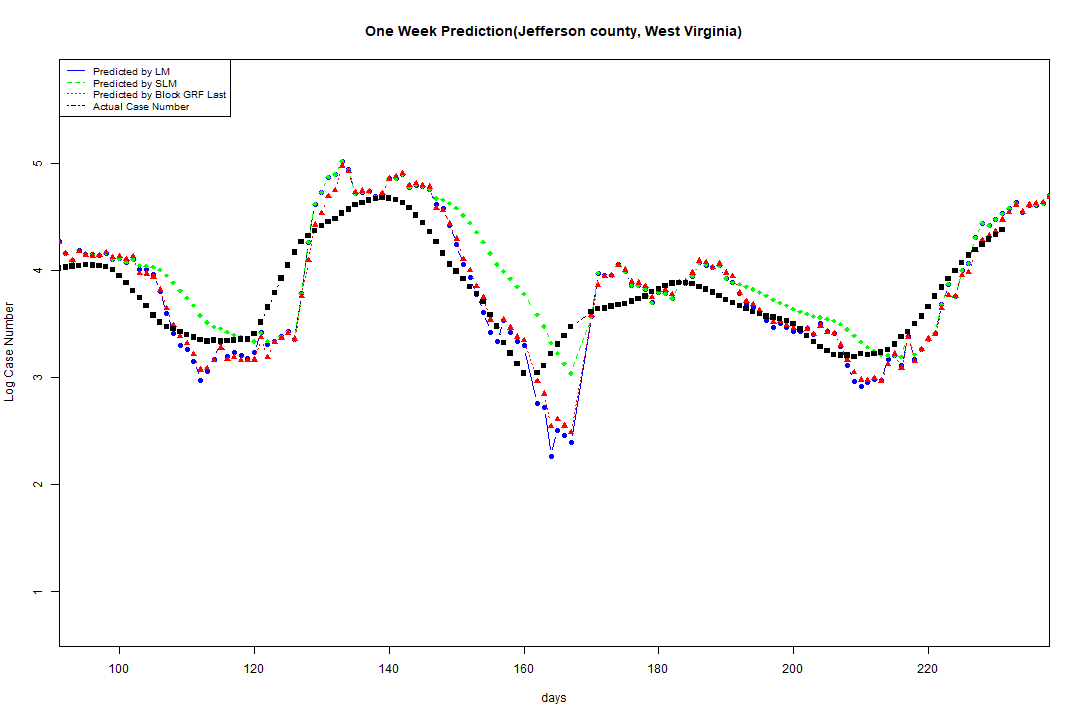 One Week Prediction(Jefferson county, West Virginia)
Predicted by LM
Predicted by SLM
Predicted by Block GRF Last
Actual Case Number
5
4
3
2
1
Log Case Number
100 120 140 160 180 200 220
days